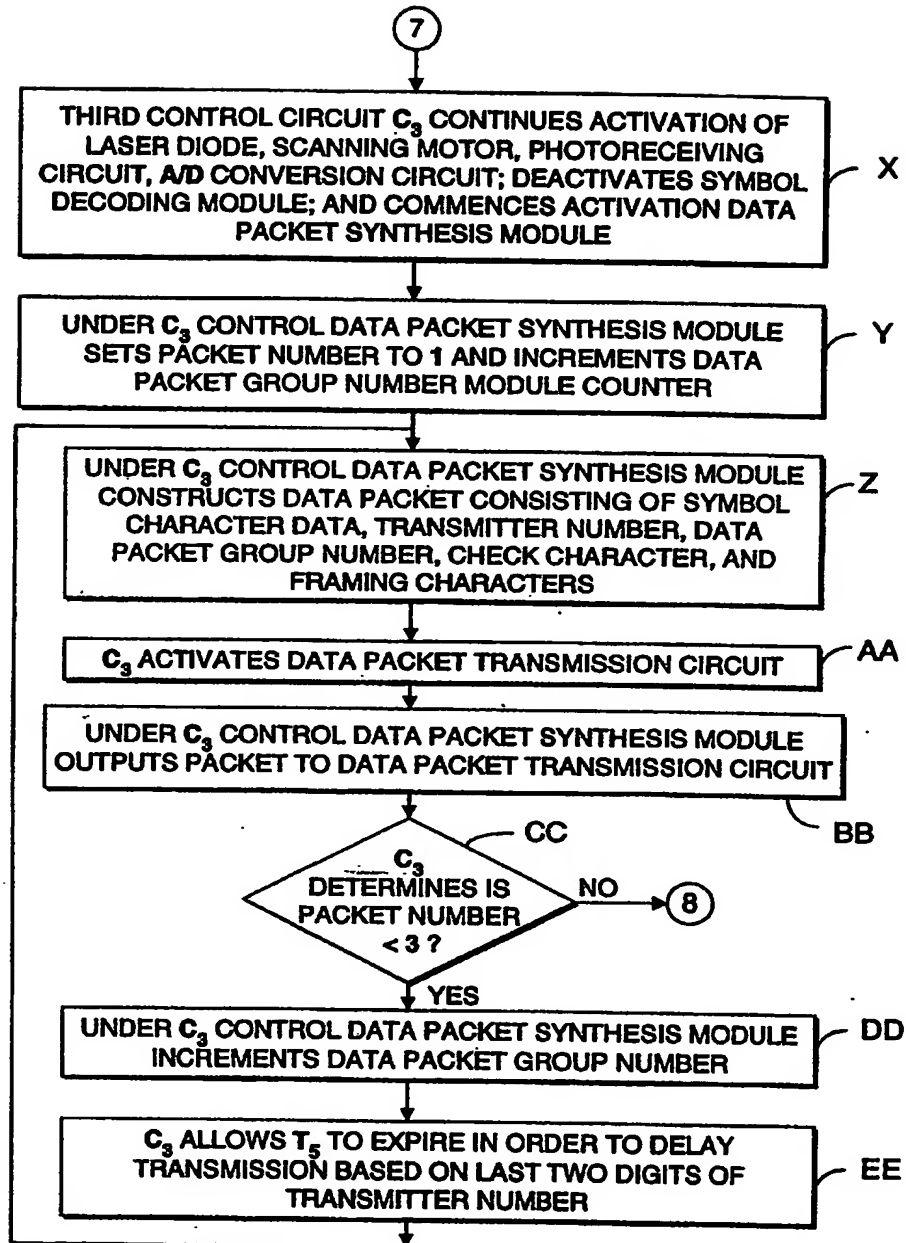 7
THIRD CONTROL CIRCUIT C₃ CONTINUES ACTIVATION OF
LASER DIODE, SCANNING MOTOR, PHOTORECEIVING
CIRCUIT, A/D CONVERSION CIRCUIT; DEACTIVATES SYMBOL
DECODING MODULE; AND COMMENCES ACTIVATION DATA
PACKET SYNTHESIS MODULE
X
UNDER C₃ CONTROL DATA PACKET SYNTHESIS MODULE
SETS PACKET NUMBER TO 1 AND INCREMENTS DATA
PACKET GROUP NUMBER MODULE COUNTER
Y
UNDER C₃ CONTROL DATA PACKET SYNTHESIS MODULE
CONSTRUCTS DATA PACKET CONSISTING OF SYMBOL
CHARACTER DATA, TRANSMITTER NUMBER, DATA
PACKET GROUP NUMBER, CHECK CHARACTER, AND
FRAMING CHARACTERS
Z
C₃ ACTIVATES DATA PACKET TRANSMISSION CIRCUIT
AA
UNDER C₃ CONTROL DATA PACKET SYNTHESIS MODULE
OUTPUTS PACKET TO DATA PACKET TRANSMISSION CIRCUIT
BB
CC
C₃
DETERMINES IS
PACKET NUMBER
< 3 ?
NO
8
YES
UNDER C₃ CONTROL DATA PACKET SYNTHESIS MODULE
INCREMENTS DATA PACKET GROUP NUMBER
DD
C₃ ALLOWS T₅ TO EXPIRE IN ORDER TO DELAY
TRANSMISSION BASED ON LAST TWO DIGITS OF
TRANSMITTER NUMBER
EE